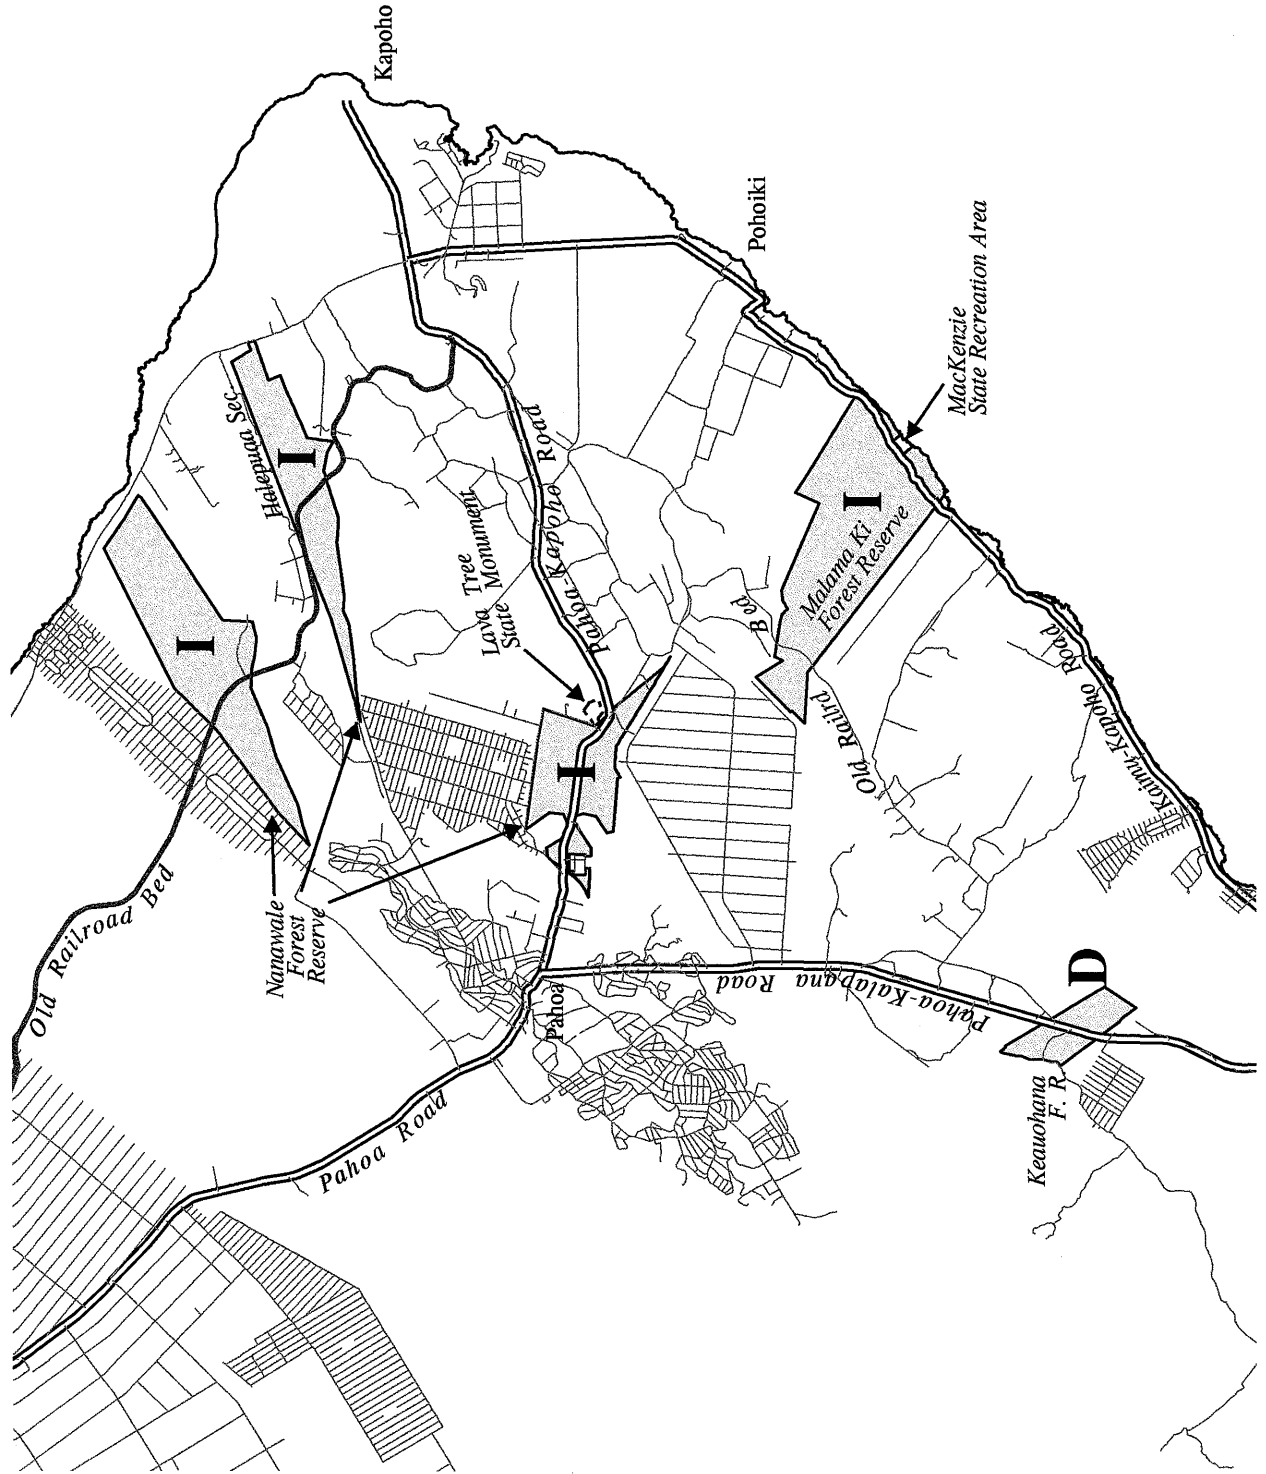 Kapoho
Pohoiki
MacKenzie
State Recreation Area
Halepuaa Sec.
I
I
Lava Tree
State
Monument
Pahoa-Kapoho
Road
I
Malama Ki
Forest Reserve
I
Old Railrd
B ed
Kaimu-Kapoho Road
Old Railroad Bed
Nanawale
Forest
Reserve
Pahoa
Pahoa-Kalapana Road
D
Keauohana
F. R.
Pahoa Road